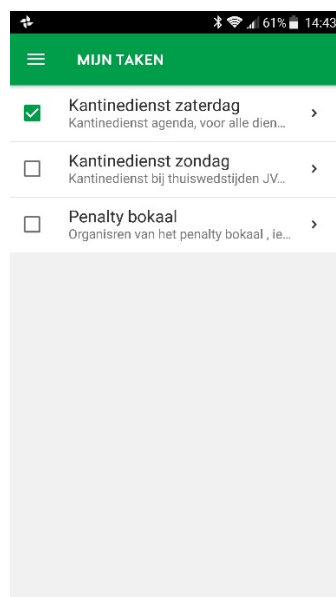 61% 14:43
MIJN TAKEN
Kantinedienst zaterdag
Kantinedienst agenda, voor alle dien...
Kantinedienst zondag
Kantinedienst bij thuiswedstijden JV...
Penalty bokaal
Organisren van het penalty bokaal , ie...